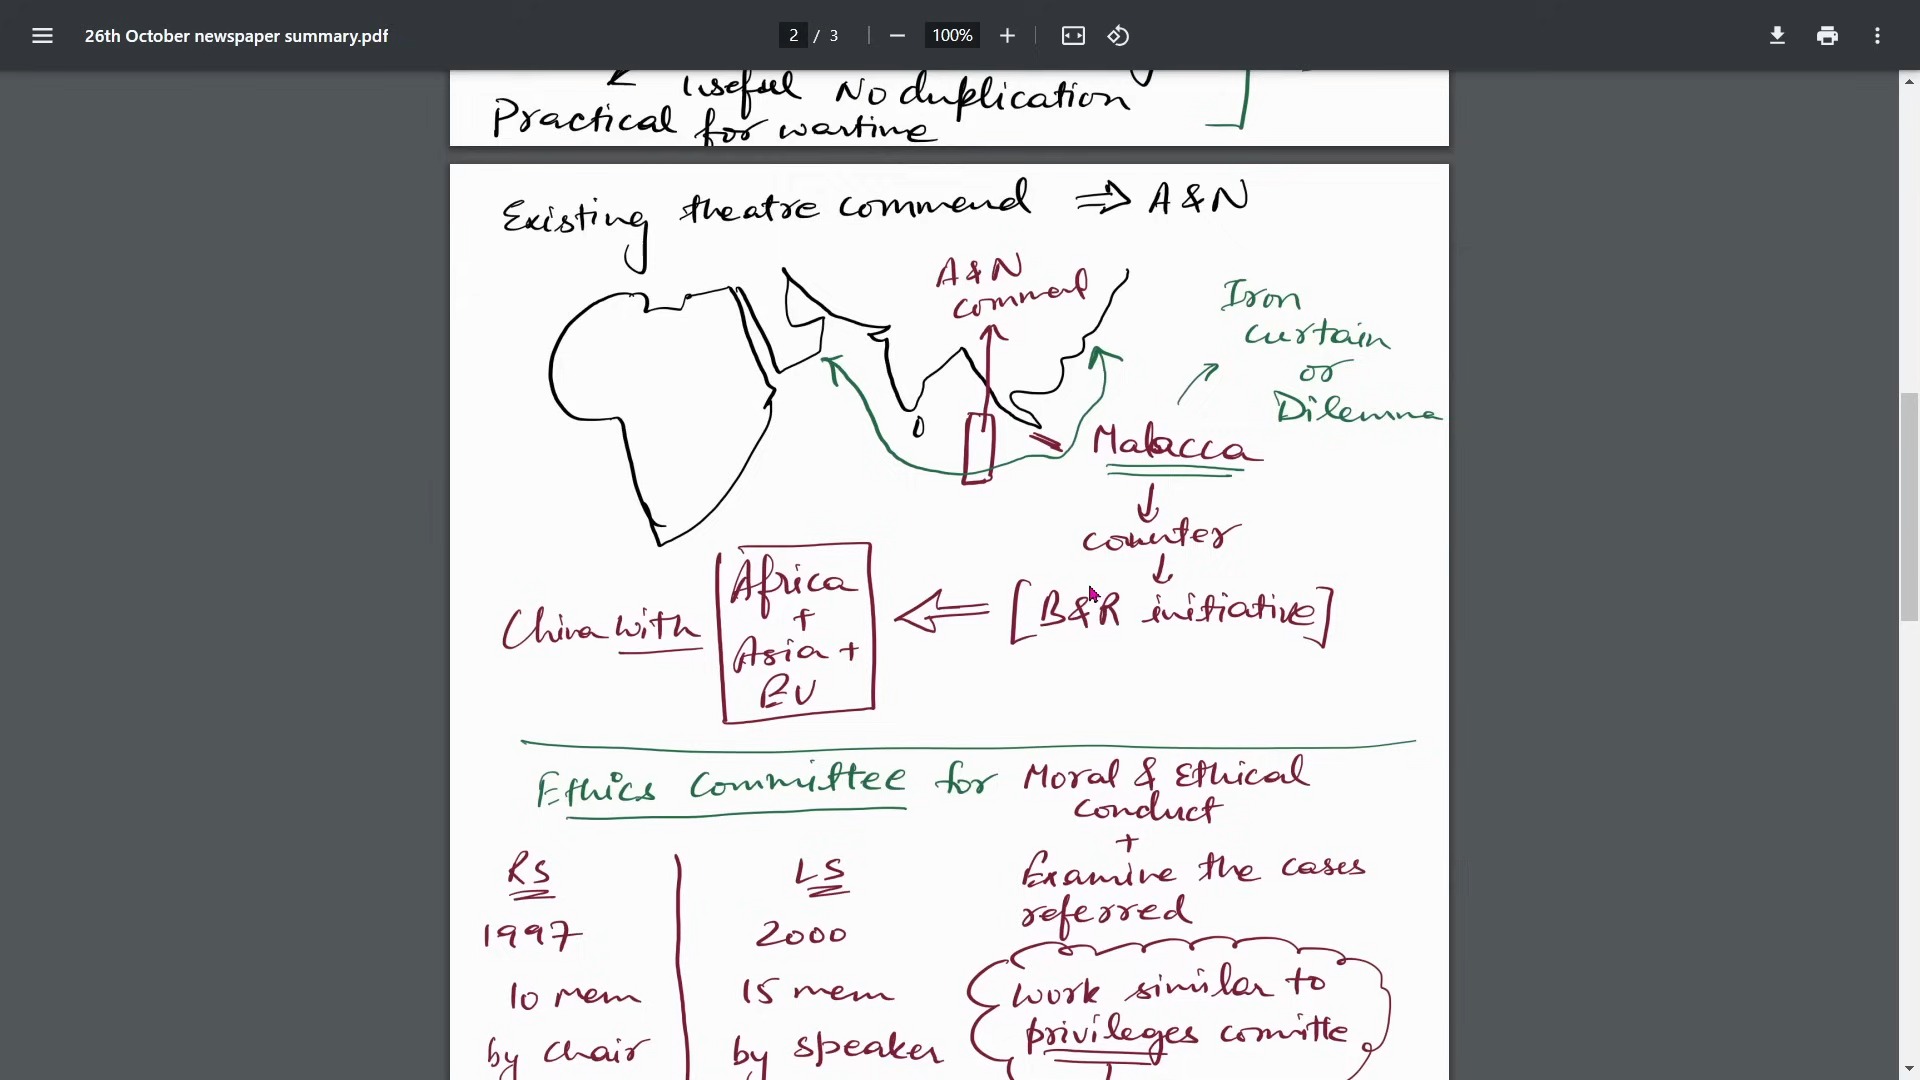 26th October newspaper summary.pdf
2 / 3
100%
Useful No duplication
Practical for wartime
Existing theatre command ⇒ A&N
A&N
command
Iron
curtain
or
Dilemma
Malacca
counter
[B&R initiative]
China with
Africa
+
Asia +
EU
Ethics Committee for Moral & Ethical
Conduct
+
RS
LS
Examine the cases
referred
1997
2000
10 mem
15 mem
work similar to
privileges comitte
by chair
by speaker